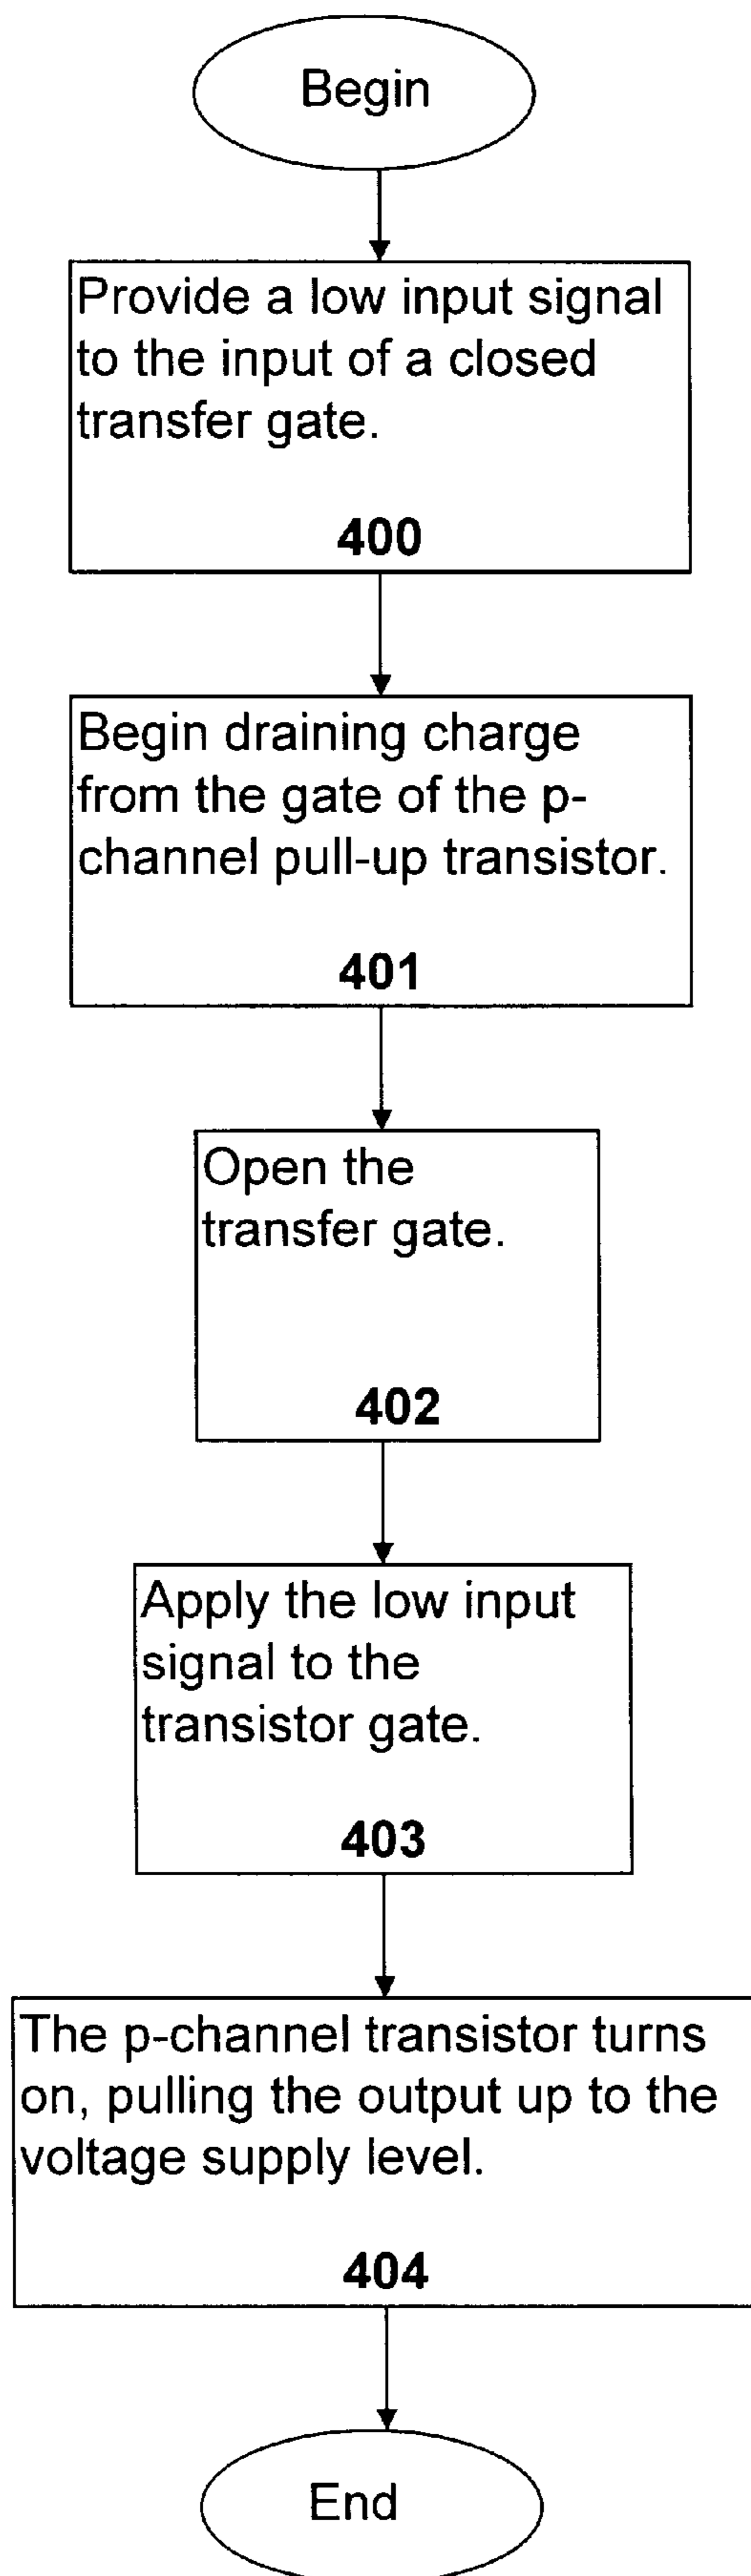 Begin
Provide a low input signal
to the input of a closed
transfer gate.
400
Begin draining charge
from the gate of the p-
channel pull-up transistor.
401
Open the
transfer gate.
402
Apply the low input
signal to the
transistor gate.
403
The p-channel transistor turns
on, pulling the output up to the
voltage supply level.
404
End